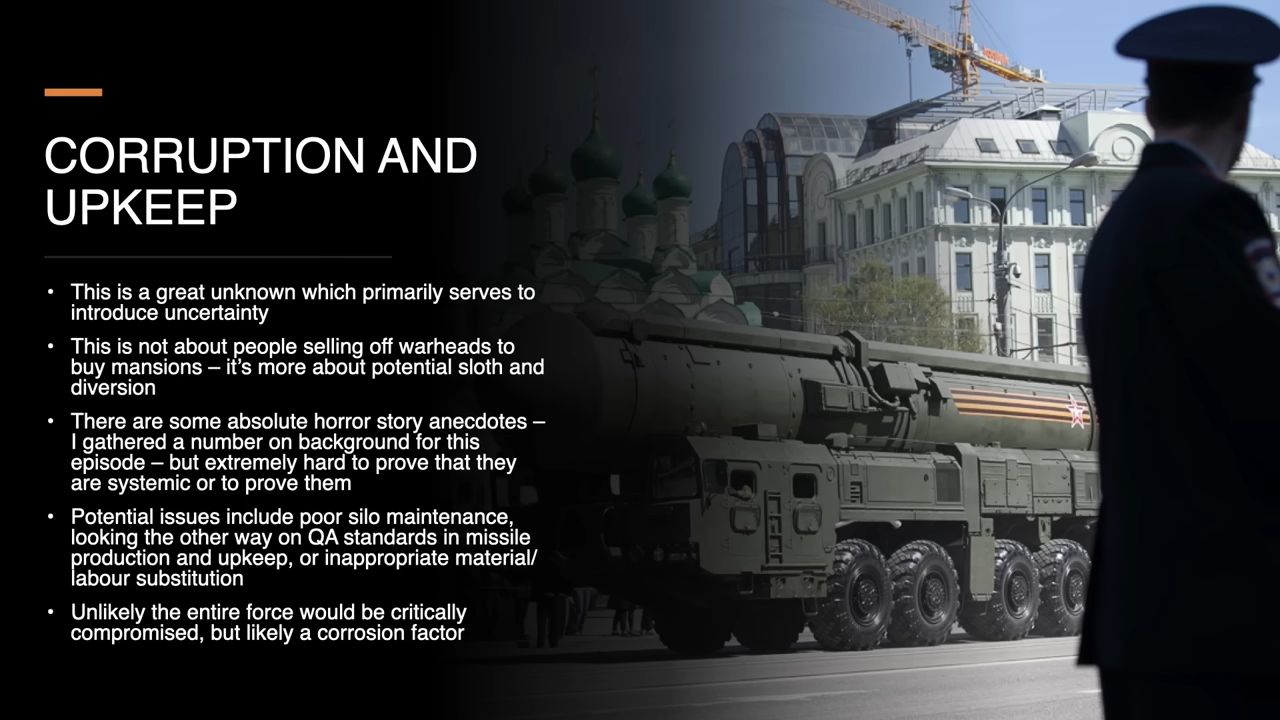 CORRUPTION AND
UPKEEP
• This is a great unknown which primarily serves to
introduce uncertainty
• This is not about people selling off warheads to
buy mansions – it’s more about potential sloth and
diversion
• There are some absolute horror story anecdotes –
I gathered a number on background for this
episode – but extremely hard to prove that they
are systemic or to prove them
• Potential issues include poor silo maintenance,
looking the other way on QA standards in missile
production and upkeep, or inappropriate material/
labour substitution
• Unlikely the entire force would be critically
compromised, but likely a corrosion factor